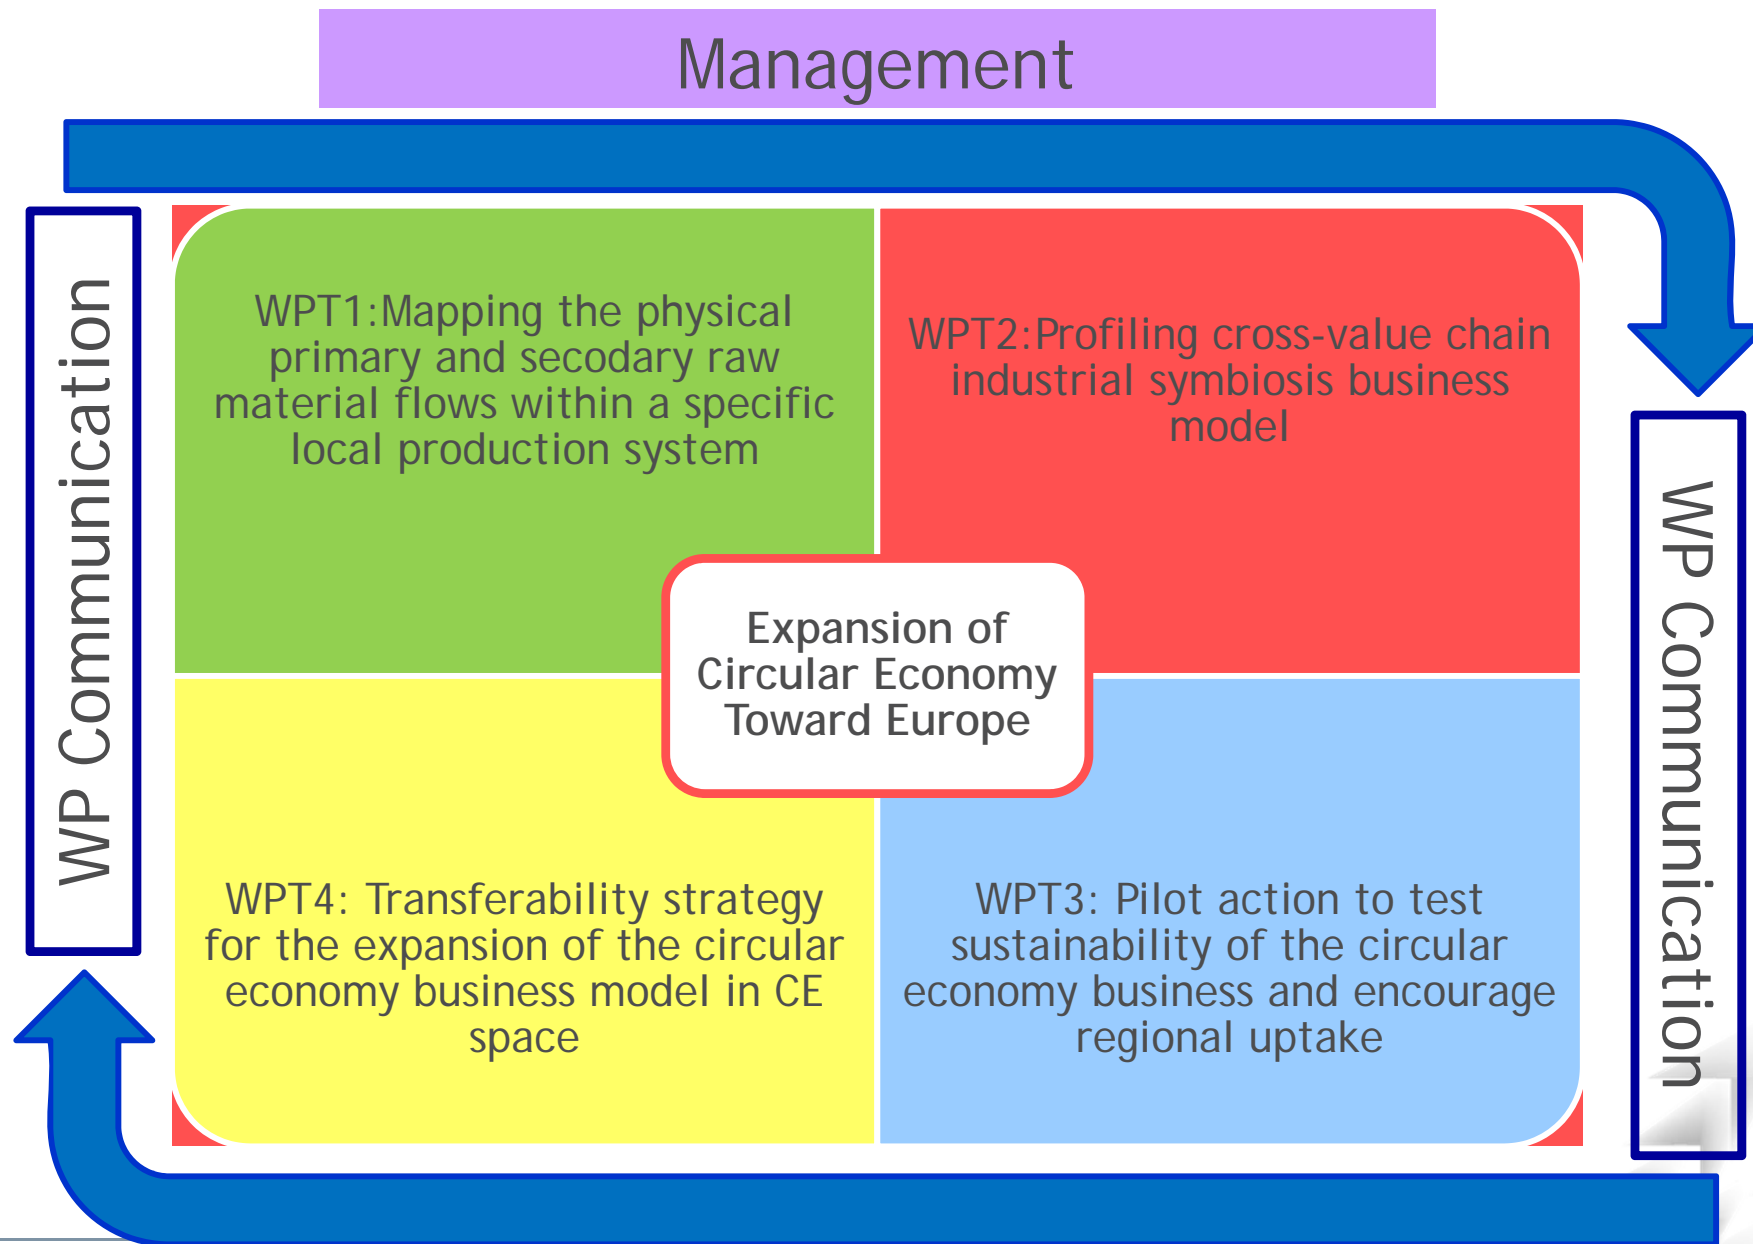 Management
WP Communication
WPT1:Mapping the physical
primary and secodary raw
material flows within a specific
local production system
WPT2:Profiling cross-value chain
industrial symbiosis business
model
Expansion of
Circular Economy
Toward Europe
WPT4: Transferability strategy
for the expansion of the circular
economy business model in CE
space
WPT3: Pilot action to test
sustainability of the circular
economy business and encourage
regional uptake
WP Communication